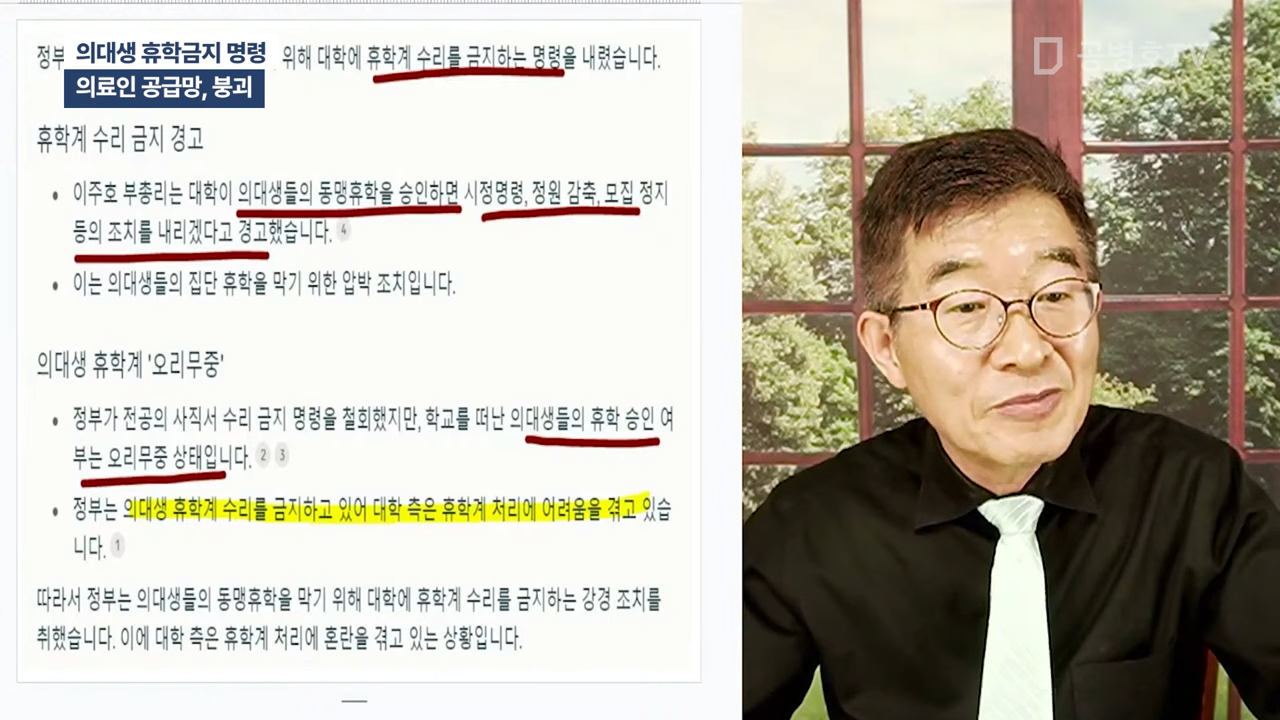 의대생 휴학금지 명령
의료인 공급망, 붕괴
공병호TV
정부 위해 대학에 휴학계 수리를 금지하는 명령을 내렸습니다.
휴학계 수리 금지 경고
• 이주호 부총리는 대학이 의대생들의 동맹휴학을 승인하면 시정명령, 정원 감축, 모집 정지
등의 조치를 내리겠다고 경고했습니다. 4
• 이는 의대생들의 집단 휴학을 막기 위한 압박 조치입니다.
의대생 휴학계 '오리무중'
• 정부가 전공의 사직서 수리 금지 명령을 철회했지만, 학교를 떠난 의대생들의 휴학 승인 여
부는 오리무중 상태입니다. 2 3
• 정부는 의대생 휴학계 수리를 금지하고 있어 대학 측은 휴학계 처리에 어려움을 겪고 있습
니다. 1
따라서 정부는 의대생들의 동맹휴학을 막기 위해 대학에 휴학계 수리를 금지하는 강경 조치를
취했습니다. 이에 대학 측은 휴학계 처리에 혼란을 겪고 있는 상황입니다.